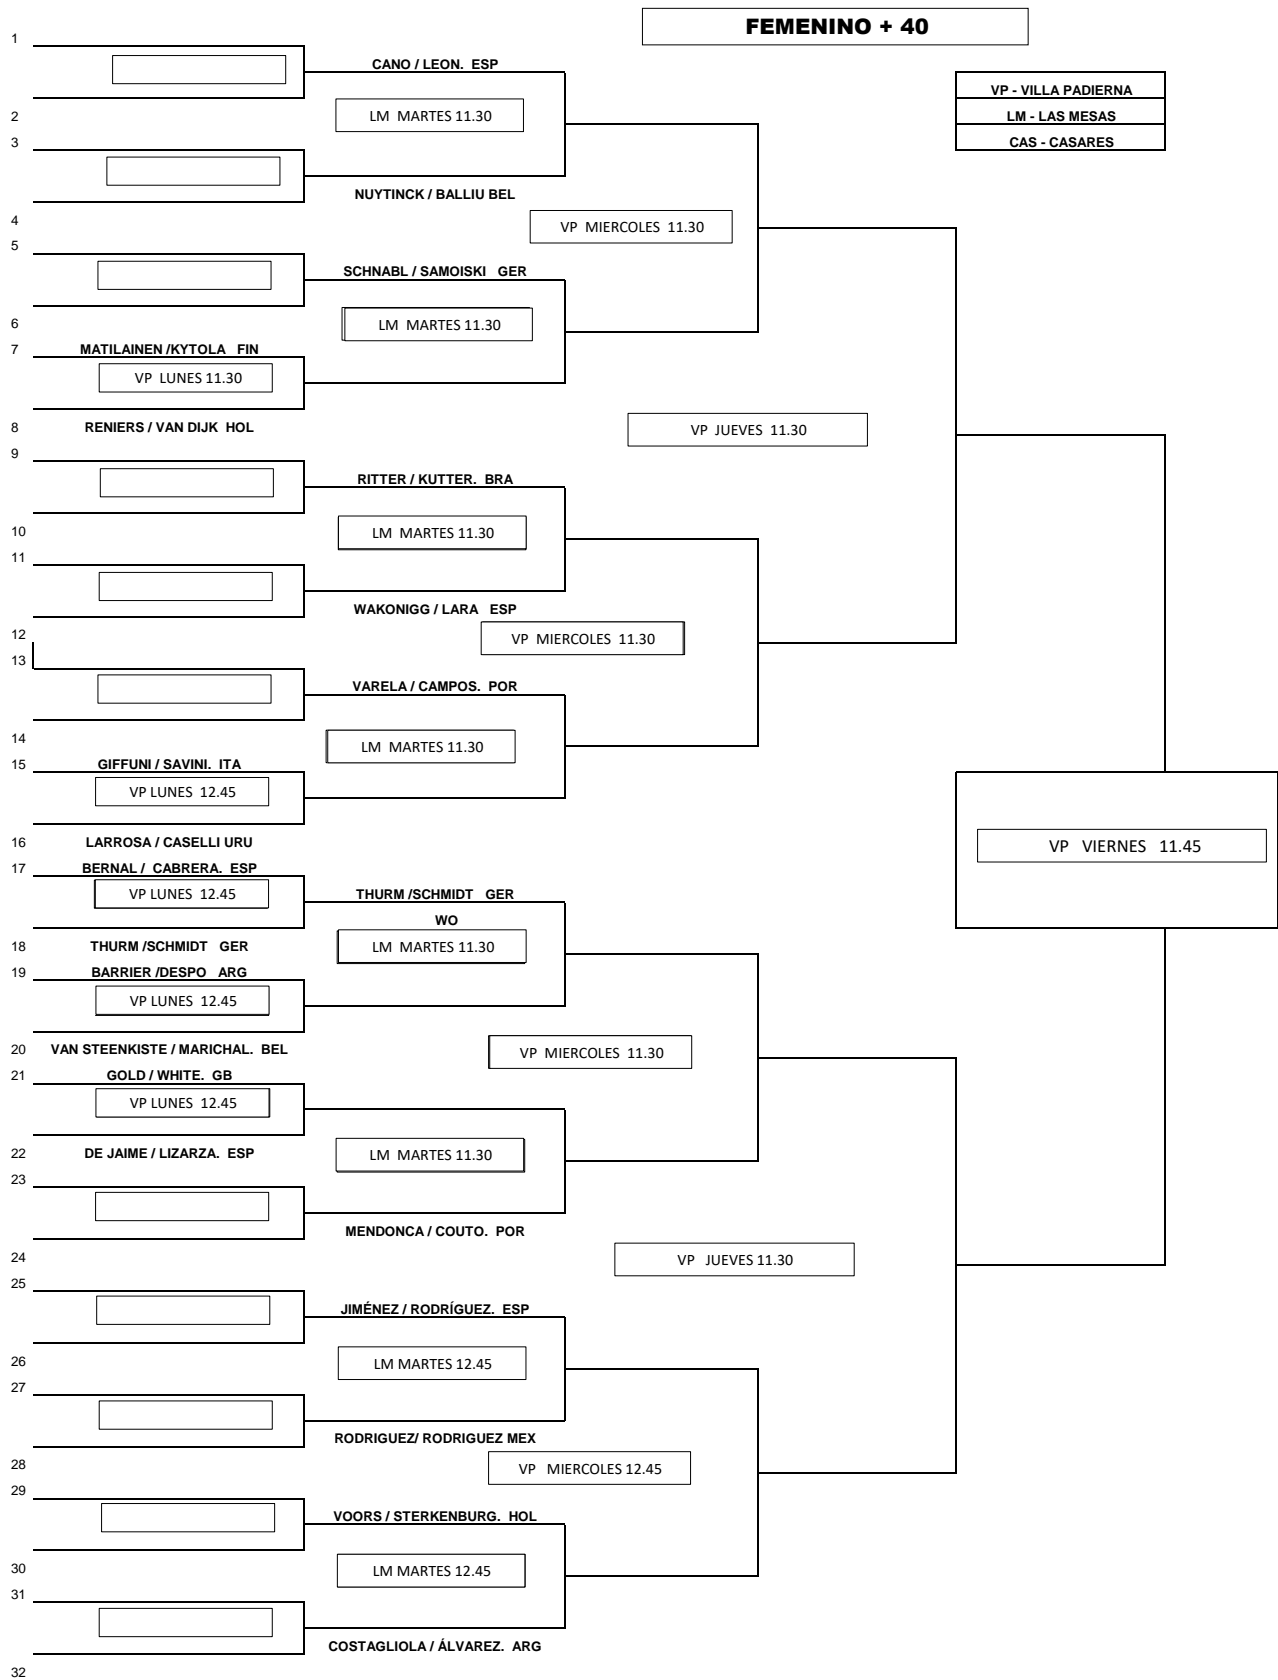 FEMENINO + 40
1
CANO / LEON. ESP
VP - VILLA PADIERNA
2
LM MARTES 11.30
LM - LAS MESAS
3
CAS - CASARES
NUYTINCK / BALLIU BEL
4
VP MIERCOLES 11.30
5
SCHNABL / SAMOISKI GER
6
LM MARTES 11.30
7
MATILAINEN /KYTOLA FIN
VP LUNES 11.30
8
RENIERS / VAN DIJK HOL
VP JUEVES 11.30
9
RITTER / KUTTER. BRA
10
LM MARTES 11.30
11
WAKONIGG / LARA ESP
12
VP MIERCOLES 11.30
13
VARELA / CAMPOS. POR
14
LM MARTES 11.30
15
GIFFUNI / SAVINI. ITA
VP LUNES 12.45
16
LARROSA / CASELLI URU
VP VIERNES 11.45
17
BERNAL / CABRERA. ESP
VP LUNES 12.45
THURM /SCHMIDT GER
WO
18
THURM /SCHMIDT GER
LM MARTES 11.30
19
BARRIER /DESPO ARG
VP LUNES 12.45
20
VAN STEENKISTE / MARICHAL. BEL
VP MIERCOLES 11.30
21
GOLD / WHITE. GB
VP LUNES 12.45
22
DE JAIME / LIZARZA. ESP
LM MARTES 11.30
23
MENDONCA / COUTO. POR
24
VP JUEVES 11.30
25
JIMÉNEZ / RODRÍGUEZ. ESP
26
LM MARTES 12.45
27
RODRIGUEZ/ RODRIGUEZ MEX
28
VP MIERCOLES 12.45
29
VOORS / STERKENBURG. HOL
30
LM MARTES 12.45
31
COSTAGLIOLA / ÁLVAREZ. ARG
32